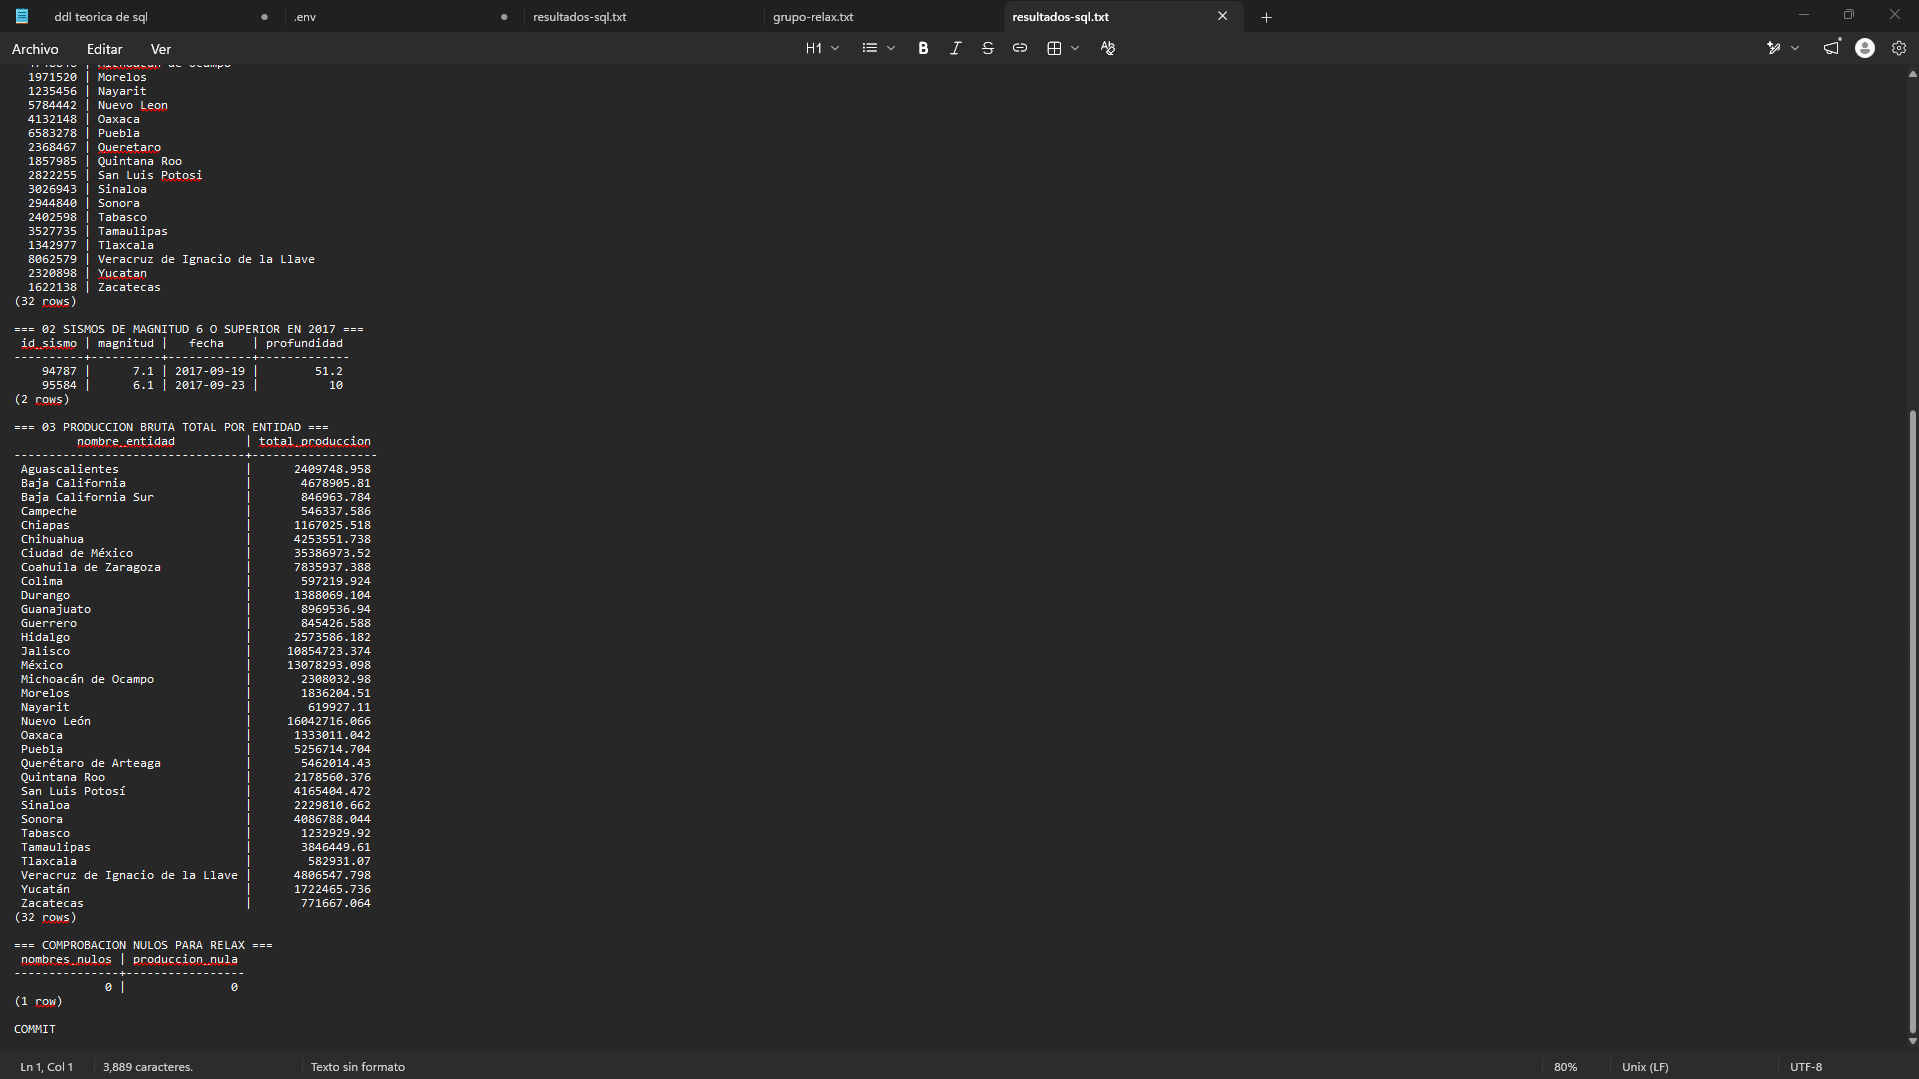 ddl teorica de sql
.env
resultados-sql.txt
grupo-relax.txt
resultados-sql.txt
Archivo Editar Ver
H1 B I S
1971520 | Morelos
1235456 | Nayarit
5784442 | Nuevo Leon
4132148 | Oaxaca
6583278 | Puebla
2368467 | Queretaro
1857985 | Quintana Roo
2822255 | San Luis Potosi
3026943 | Sinaloa
2944840 | Sonora
2402598 | Tabasco
3527735 | Tamaulipas
1342977 | Tlaxcala
8062579 | Veracruz de Ignacio de la Llave
2320898 | Yucatan
1622138 | Zacatecas
(32 rows)
=== 02 SISMOS DE MAGNITUD 6 O SUPERIOR EN 2017 ===
id_sismo | magnitud | fecha | profundidad
----------+----------+------------+-------------
94787 | 7.1 | 2017-09-19 | 51.2
95584 | 6.1 | 2017-09-23 | 10
(2 rows)
=== 03 PRODUCCION BRUTA TOTAL POR ENTIDAD ===
nombre_entidad | total_produccion
---------------------------------+------------------
Aguascalientes | 2409748.958
Baja California | 4678905.81
Baja California Sur | 846963.784
Campeche | 546337.586
Chiapas | 1167025.518
Chihuahua | 4253551.738
Ciudad de México | 35386973.52
Coahuila de Zaragoza | 7835937.388
Colima | 597219.924
Durango | 1388069.104
Guanajuato | 8969536.94
Guerrero | 845426.588
Hidalgo | 2573586.182
Jalisco | 10854723.374
México | 13078293.098
Michoacán de Ocampo | 2308032.98
Morelos | 1836204.51
Nayarit | 619927.11
Nuevo León | 16042716.066
Oaxaca | 1333011.042
Puebla | 5256714.704
Querétaro de Arteaga | 5462014.43
Quintana Roo | 2178560.376
San Luis Potosí | 4165404.472
Sinaloa | 2229810.662
Sonora | 4086788.044
Tabasco | 1232929.92
Tamaulipas | 3846449.61
Tlaxcala | 582931.07
Veracruz de Ignacio de la Llave | 4806547.798
Yucatán | 1722465.736
Zacatecas | 771667.064
(32 rows)
=== COMPROBACION NULOS PARA RELAX ===
nombres_nulos | produccion_nula
---------------+-----------------
0 | 0
(1 row)
COMMIT
Ln 1, Col 1
3,889 caracteres.
Texto sin formato
80%
Unix (LF)
UTF-8